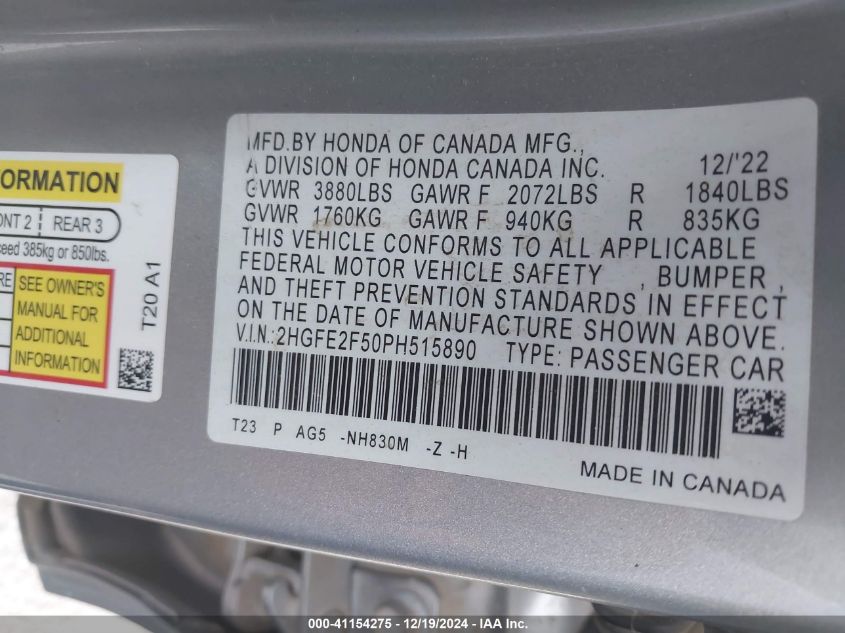 ORMATION
NT 2 REAR 3
eed 385kg or 850lbs.
RE SEE OWNER'S
MANUAL FOR
ADDITIONAL
INFORMATION
T20 A1
MFD.BY HONDA OF CANADA MFG.,
A DIVISION OF HONDA CANADA INC. 12/'22
GVWR 3880LBS GAWR F 2072LBS R 1840LBS
GVWR 1760KG GAWR F 940KG R 835KG
THIS VEHICLE CONFORMS TO ALL APPLICABLE
FEDERAL MOTOR VEHICLE SAFETY , BUMPER ,
AND THEFT PREVENTION STANDARDS IN EFFECT
ON THE DATE OF MANUFACTURE SHOWN ABOVE.
V.I.N.: 2HGFE2F50PH515890 TYPE: PASSENGER CAR
T23 P AG5 -NH830M -Z -H
MADE IN CANADA
000-41154275 - 12/19/2024 - IAA Inc.